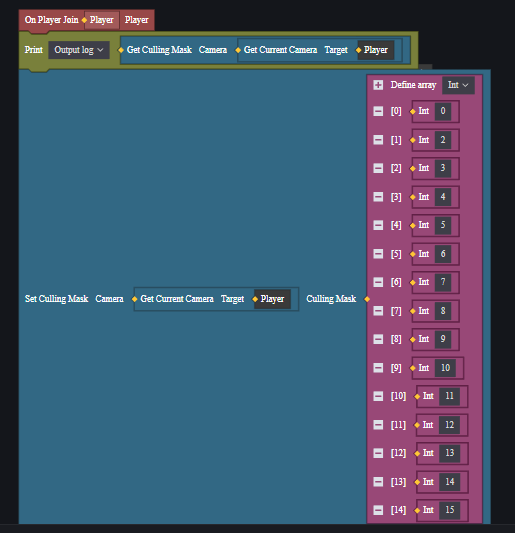 On Player Join Player Player
Print Output log Get Culling Mask Camera Get Current Camera Target Player
Define array Int
[0] Int 0
[1] Int 2
[2] Int 3
[3] Int 4
[4] Int 5
[5] Int 6
[6] Int 7
[7] Int 8
Set Culling Mask Camera Get Current Camera Target Player Culling Mask
[8] Int 9
[9] Int 10
[10] Int 11
[11] Int 12
[12] Int 13
[13] Int 14
[14] Int 15